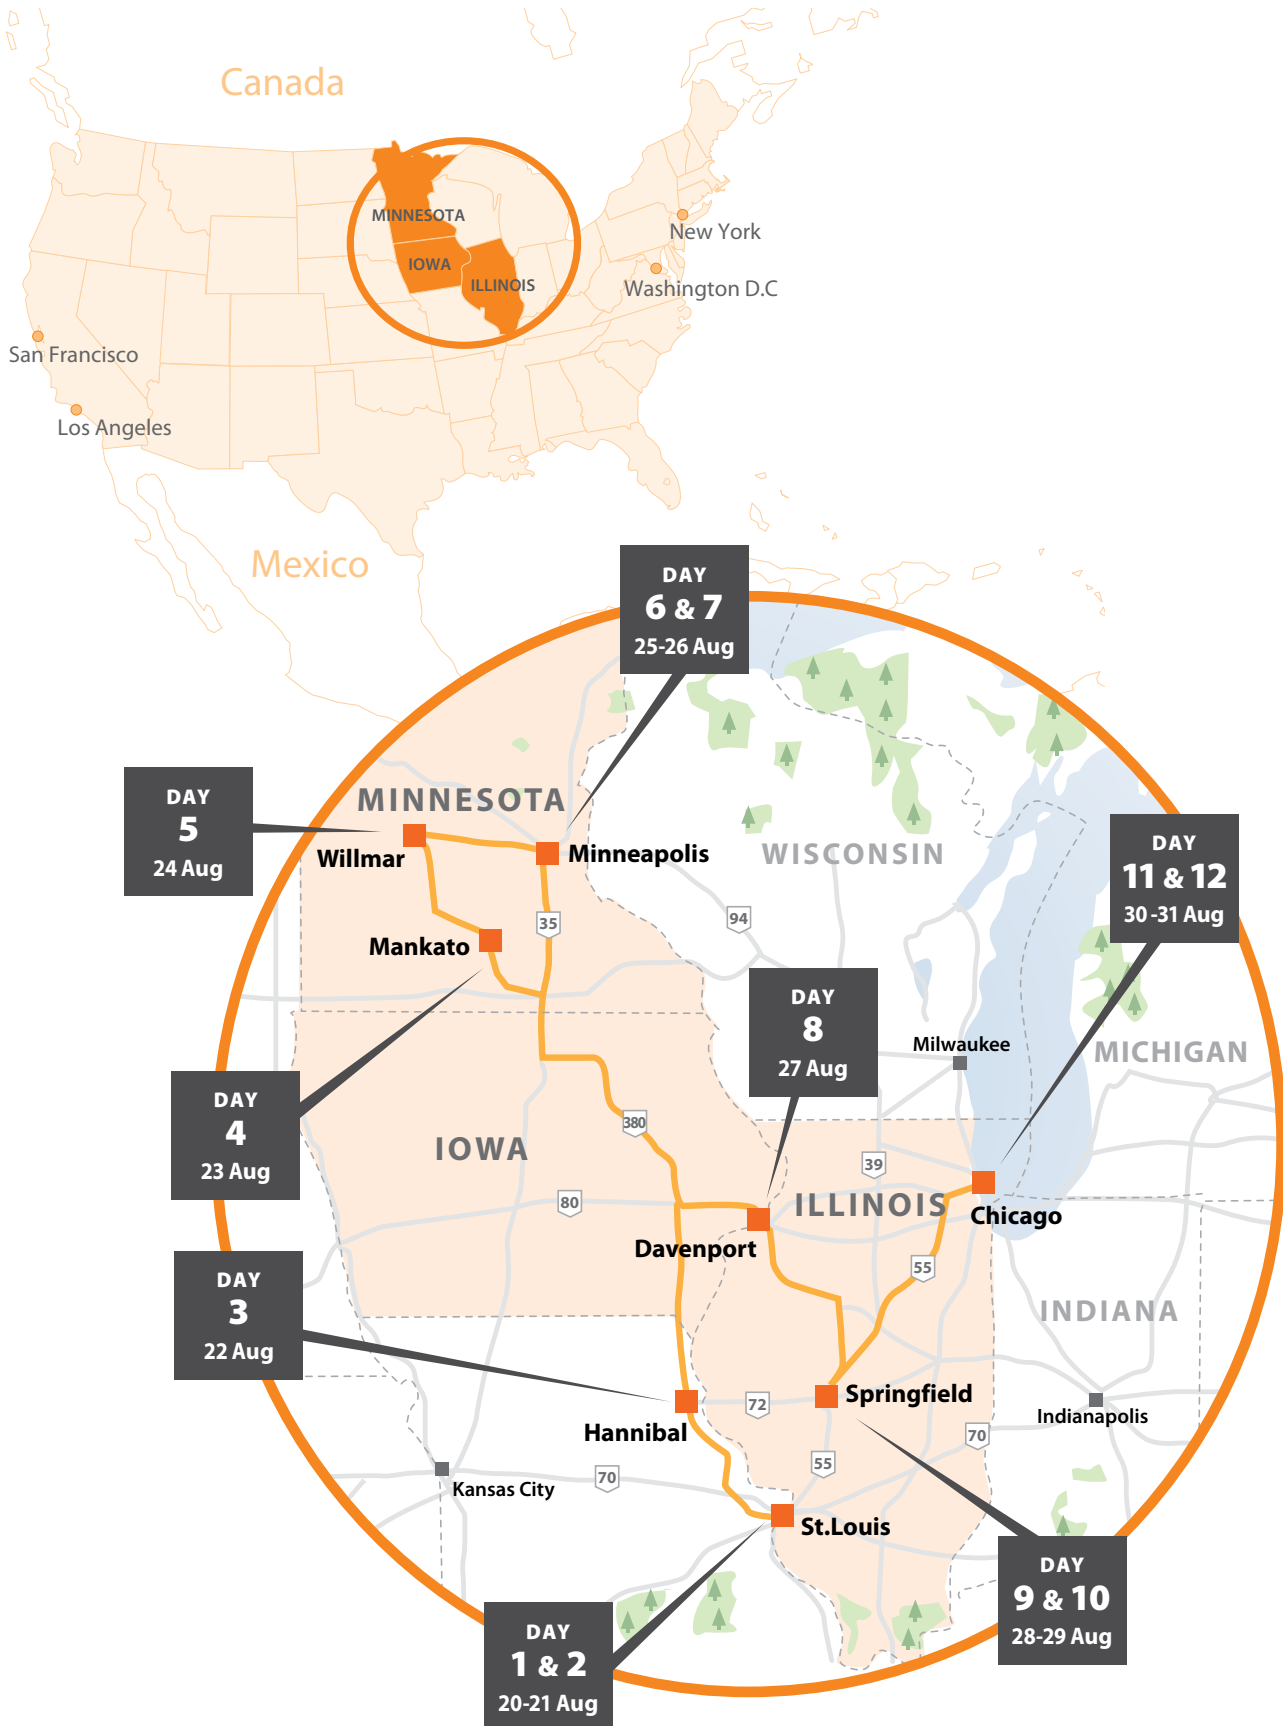 Canada
MINNESOTA
IOWA
ILLINOIS
New York
Washington D.C
San Francisco
Los Angeles
Mexico
DAY
6 & 7
25-26 Aug
DAY
5
24 Aug
MINNESOTA
Willmar
Minneapolis
WISCONSIN
DAY
11 & 12
30 -31 Aug
35
94
Mankato
DAY
8
27 Aug
Milwaukee
MICHIGAN
DAY
4
23 Aug
380
IOWA
39
80
ILLINOIS
Chicago
Davenport
55
DAY
3
22 Aug
INDIANA
Springfield
72
Indianapolis
Hannibal
70
55
70
Kansas City
St.Louis
DAY
9 & 10
28-29 Aug
DAY
1 & 2
20-21 Aug